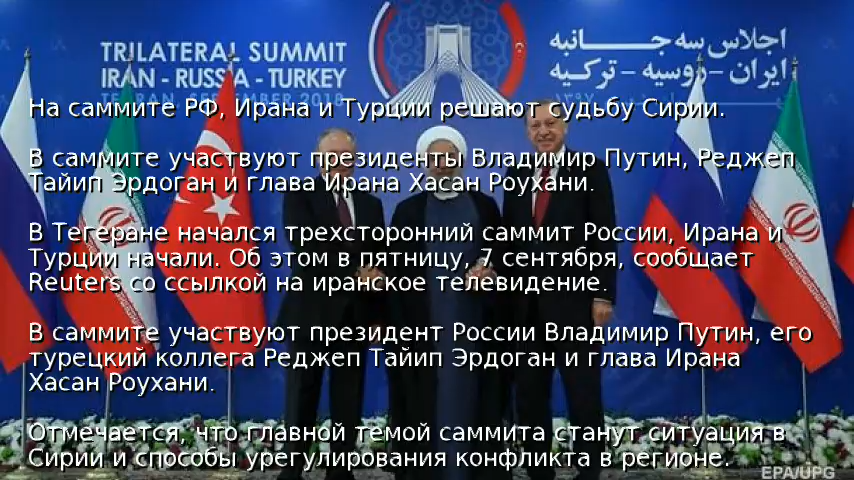 TRILATERAL SUMMIT
IRAN - RUSSIA - TURKEY
اجلاس سه جانبه
ایران - روسیه - ترکیه
На саммите РФ, Ирана и Турции решают судьбу Сирии.
В саммите участвуют президенты Владимир Путин, Реджеп
Тайип Эрдоган и глава Ирана Хасан Роухани.
В Тегеране начался трехсторонний саммит России, Ирана и
Турции начали. Об этом в пятницу, 7 сентября, сообщает
Reuters со ссылкой на иранское телевидение.
В саммите участвуют президент России Владимир Путин, его
турецкий коллега Реджеп Тайип Эрдоган и глава Ирана
Хасан Роухани.
Отмечается, что главной темой саммита станут ситуация в
Сирии и способы урегулирования конфликта в регионе.
EPA/UPG